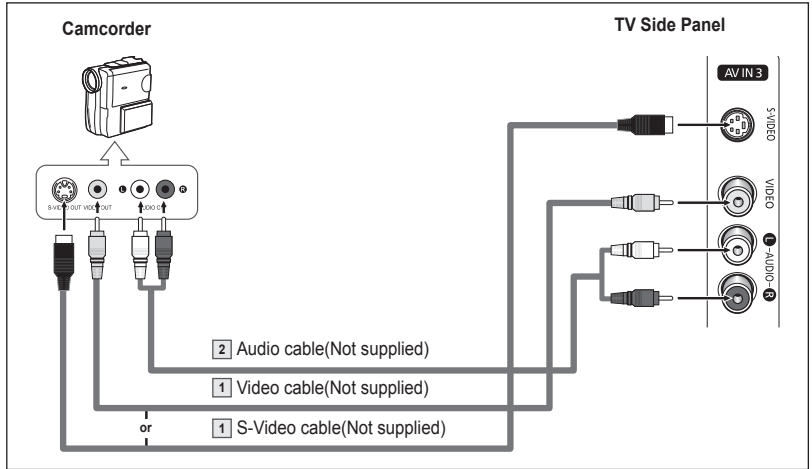 Camcorder
TV Side Panel
AV IN 3
S-VIDEO
VIDEO
L -AUDIO- R
S-VIDEO OUT VIDEO OUT L AUDIO R
2 Audio cable(Not supplied)
1 Video cable(Not supplied)
or
1 S-Video cable(Not supplied)